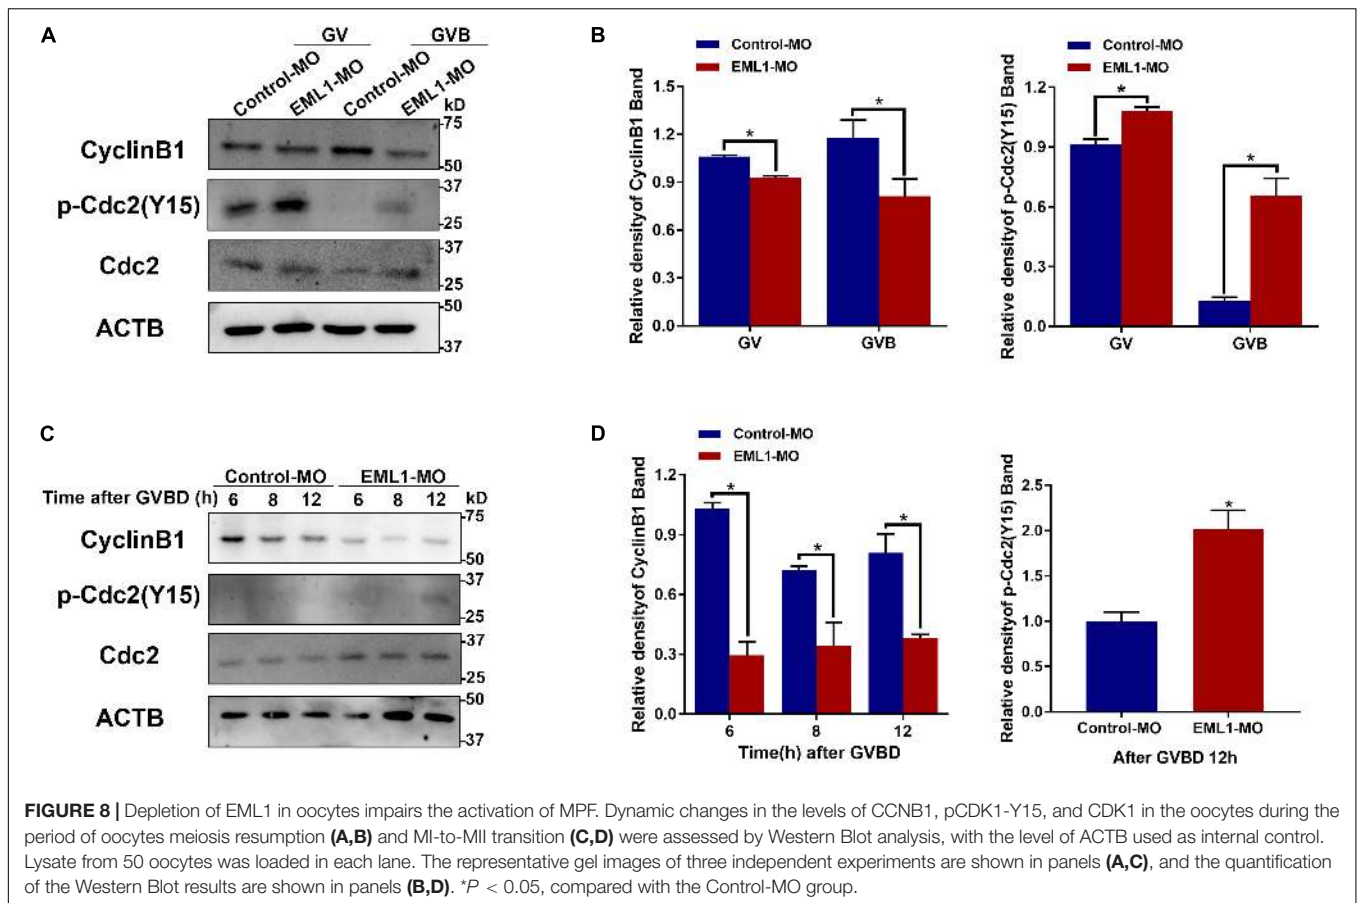 A
GV
GVB
Control-MO
EML1-MO
Control-MO
EML1-MO
kD
CyclinB1
-75
-50
p-Cdc2(Y15)
-37
-25
Cdc2
-37
-25
ACTB
-50
-37
B
Control-MO
EML1-MO
Relative densityof CyclinB1 Band
1.5
1.2
0.9
0.6
0.3
0.0
*
*
GV
GVB
Control-MO
EML1-MO
Relative densityof p-Cdc2(Y15) Band
1.2
0.9
0.6
0.3
0.0
*
*
GV
GVB
C
Control-MO
EML1-MO
Time after GVBD (h) 6 8 12 6 8 12 kD
CyclinB1
-75
-50
p-Cdc2(Y15)
-37
-25
Cdc2
-37
-25
ACTB
-50
-37
D
Control-MO
EML1-MO
Relative densityof CyclinB1 Band
1.2
0.9
0.6
0.3
0.0
*
*
*
6 8 12
Time(h) after GVBD
Relative densityof p-Cdc2(Y15) Band
2.5
2.0
1.5
1.0
0.5
0.0
*
Control-MO EML1-MO
After GVBD 12h
FIGURE 8 | Depletion of EML1 in oocytes impairs the activation of MPF. Dynamic changes in the levels of CCNB1, pCDK1-Y15, and CDK1 in the oocytes during the
period of oocytes meiosis resumption (A,B) and MI-to-MII transition (C,D) were assessed by Western Blot analysis, with the level of ACTB used as internal control.
Lysate from 50 oocytes was loaded in each lane. The representative gel images of three independent experiments are shown in panels (A,C), and the quantification
of the Western Blot results are shown in panels (B,D). *P < 0.05, compared with the Control-MO group.